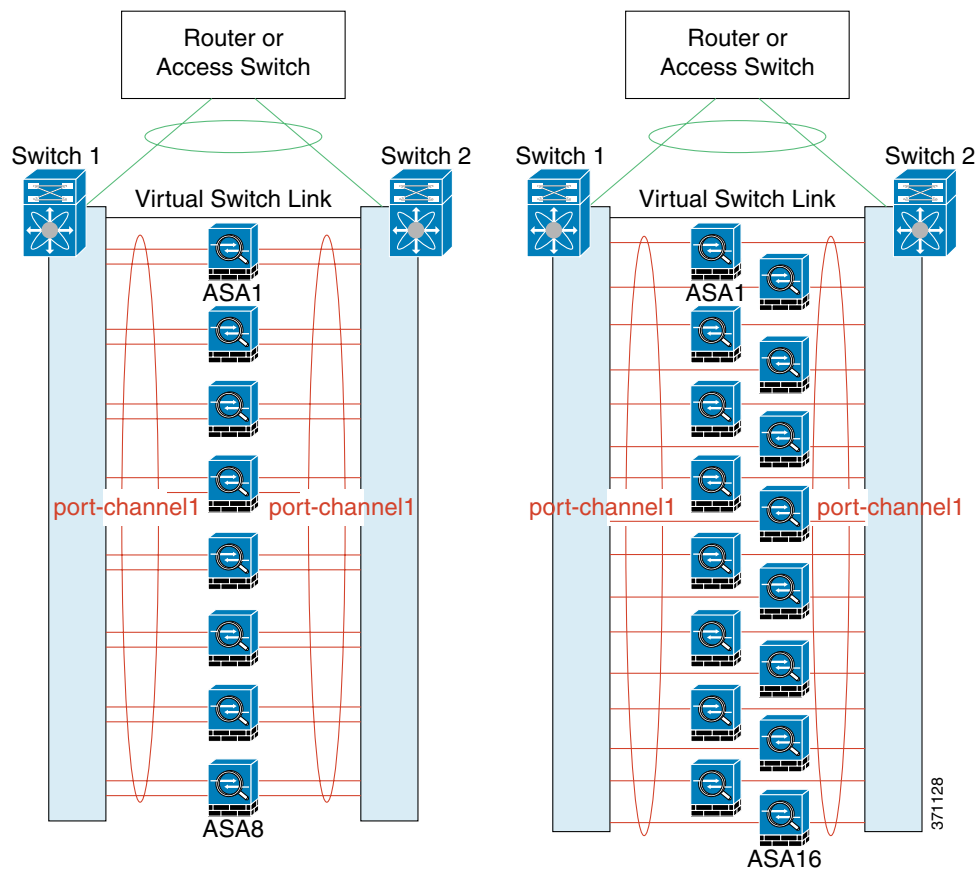 Router or
Access Switch
Switch 1
Switch 2
Virtual Switch Link
ASA1
port-channel1
port-channel1
ASA8
Router or
Access Switch
Switch 1
Switch 2
Virtual Switch Link
ASA1
port-channel1
port-channel1
ASA16
371128